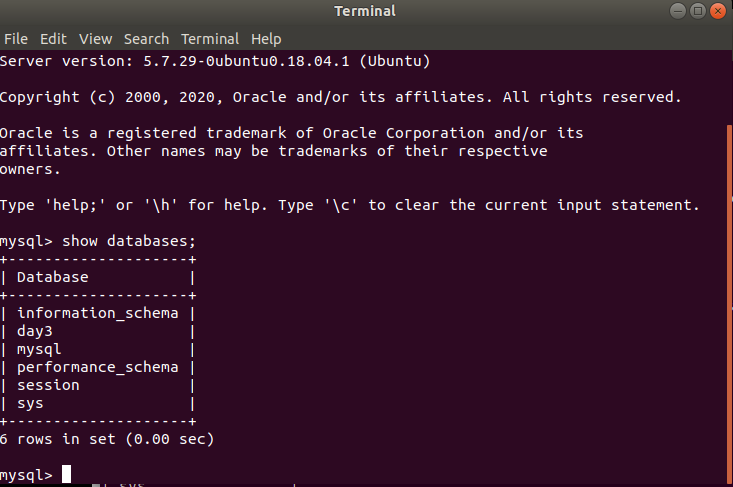 Terminal
File Edit View Search Terminal Help
Server version: 5.7.29-0ubuntu0.18.04.1 (Ubuntu)
Copyright (c) 2000, 2020, Oracle and/or its affiliates. All rights reserved.
Oracle is a registered trademark of Oracle Corporation and/or its
affiliates. Other names may be trademarks of their respective
owners.
Type 'help;' or '\h' for help. Type '\c' to clear the current input statement.
mysql> show databases;
+--------------------+
| Database           |
+--------------------+
| information_schema |
| day3               |
| mysql              |
| performance_schema |
| session            |
| sys                |
+--------------------+
6 rows in set (0.00 sec)
mysql>